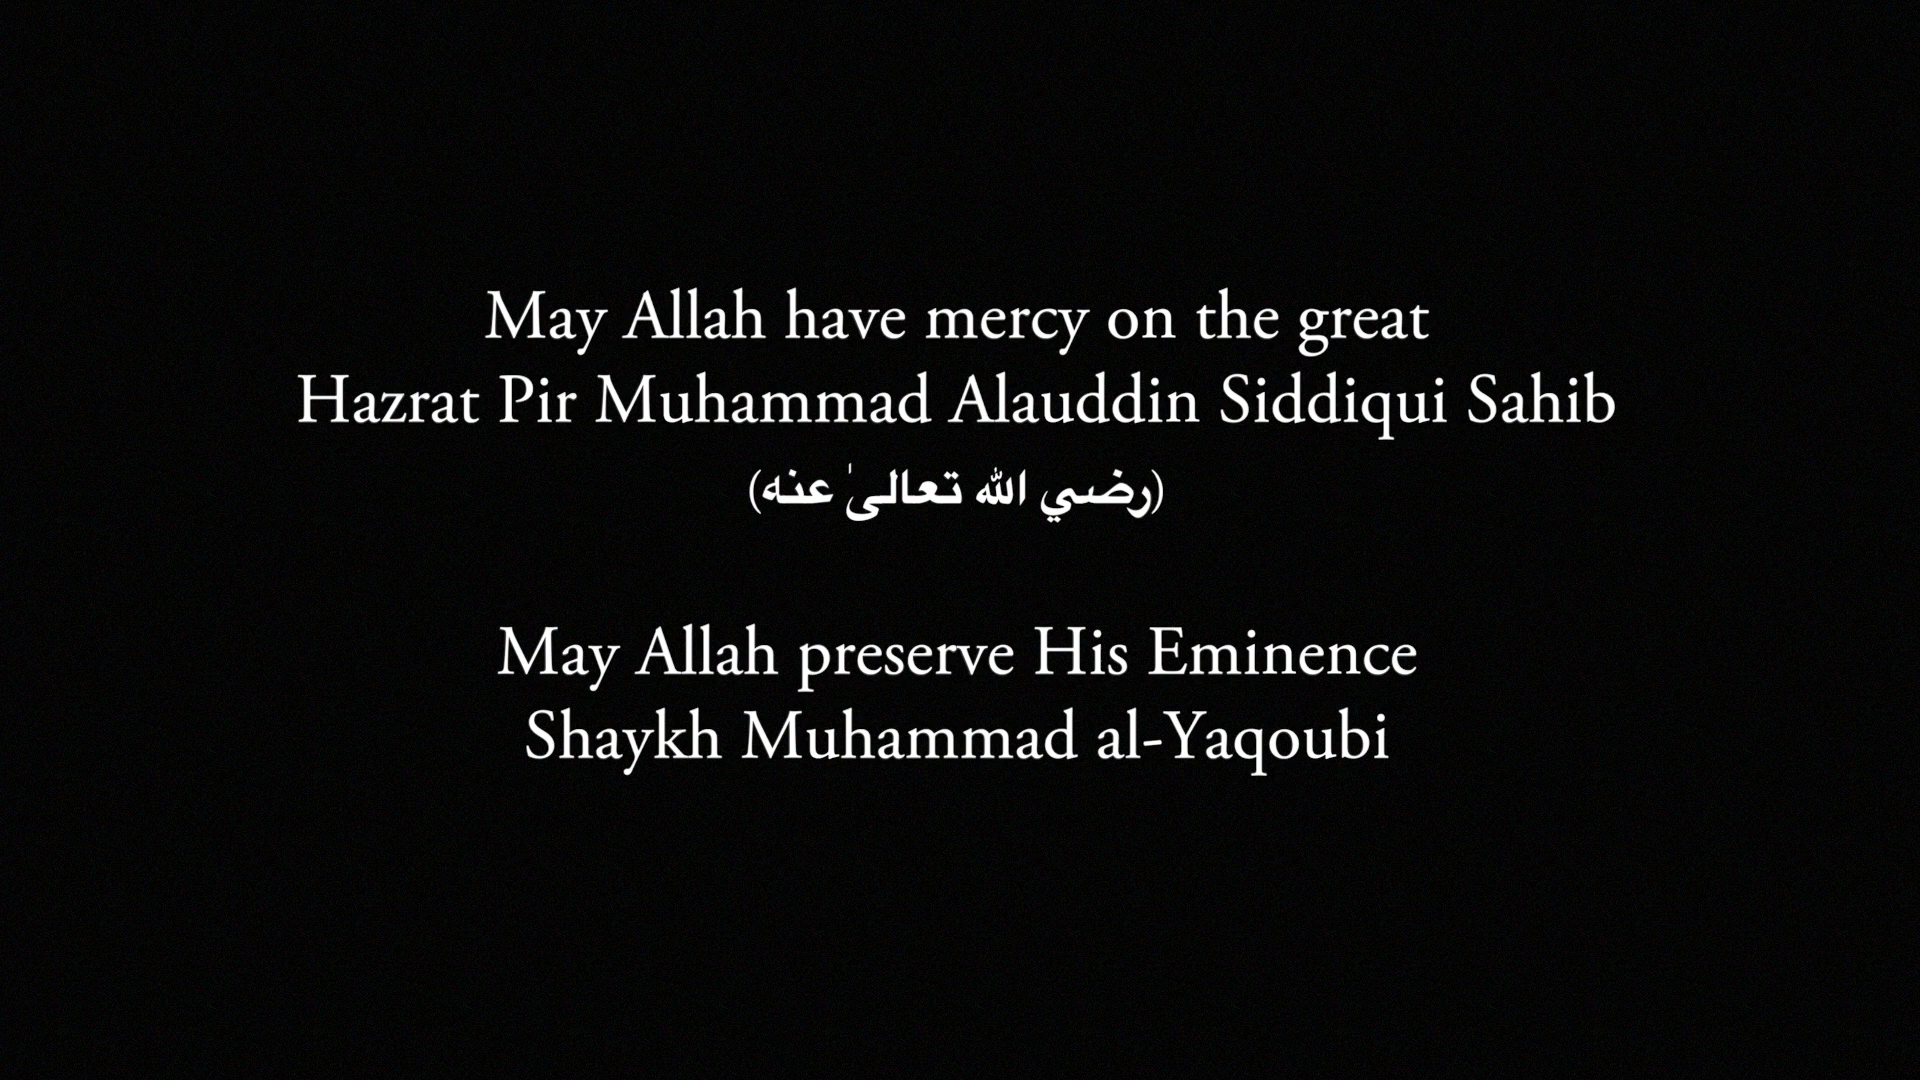 May Allah have mercy on the great
Hazrat Pir Muhammad Alauddin Siddiqui Sahib
(رضي الله تعالىٰ عنه)
May Allah preserve His Eminence
Shaykh Muhammad al-Yaqoubi